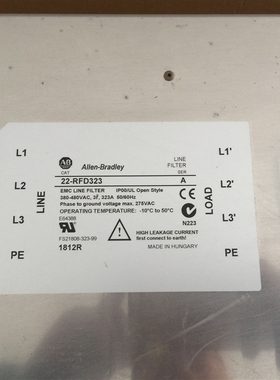 L1
L2
L3
PE
LINE
AB
Allen-Bradley
LINE
FILTER
CAT
SER
22-RFD323
A
EMC LINE FILTER IP00/UL Open Style
380-480VAC, 3Γ, 323A 50/60Hz
Phase to ground voltage max. 275VAC
OPERATING TEMPERATURE: -10°C to 50°C
E64388
FS21808-323-99
1812R
HIGH LEAKAGE CURRENT
first connect to earth!
MADE IN HUNGARY
N223
LOAD
L1'
L2'
L3'
PE